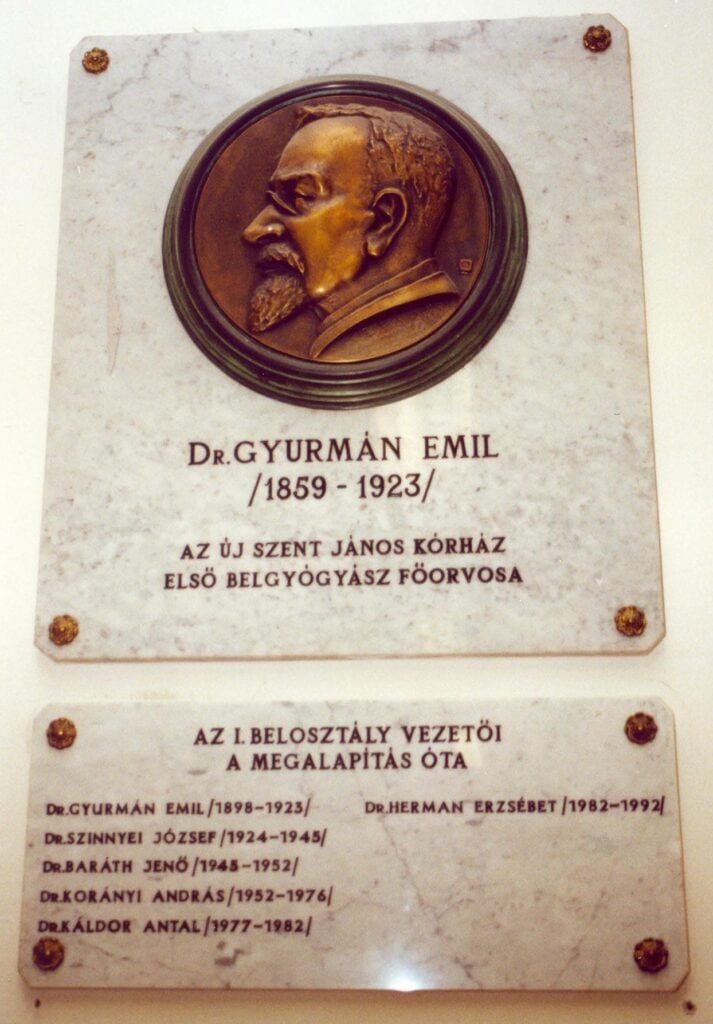 DR.GYURMÁN EMIL
/1859 - 1923/
AZ ÚJ SZENT JÁNOS KÓRHÁZ
ELSŐ BELGYÓGYÁSZ FŐORVOSA
AZ I. BELOSZTÁLY VEZETŐI
A MEGALAPÍTÁS ÓTA
DR.GYURMÁN EMIL/1898-1923/
DR.SZINNYEI JÓZSEF/1924-1945/
DR.BARÁTH JENŐ/1945-1952/
DR.KORÁNYI ANDRÁS/1952-1976/
DR.KÁLDOR ANTAL/1977-1982/
DR.HERMAN ERZSÉBET/1982-1992/